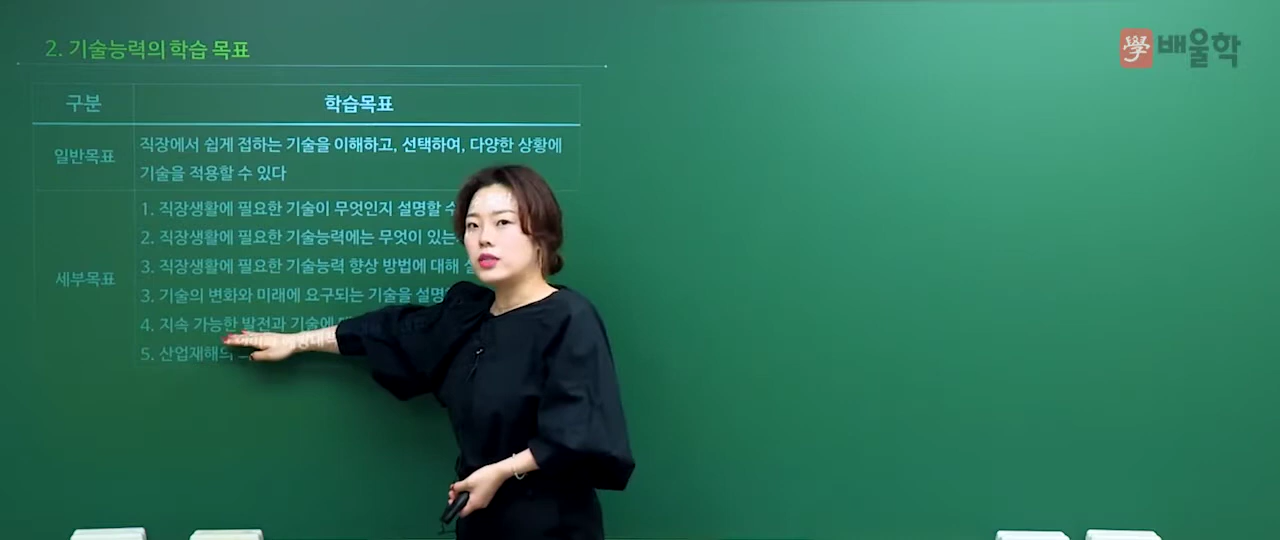 2. 기술능력의 학습 목표
學 배울학
구분
학습목표
일반목표
직장에서 쉽게 접하는 기술을 이해하고, 선택하여, 다양한 상황에
기술을 적용할 수 있다
세부목표
1. 직장생활에 필요한 기술이 무엇인지 설명할 수
2. 직장생활에 필요한 기술능력에는 무엇이 있는
3. 직장생활에 필요한 기술능력 향상 방법에 대해
3. 기술의 변화와 미래에 요구되는 기술을 설명
4. 지속 가능한 발전과 기술에
5. 산업재해의